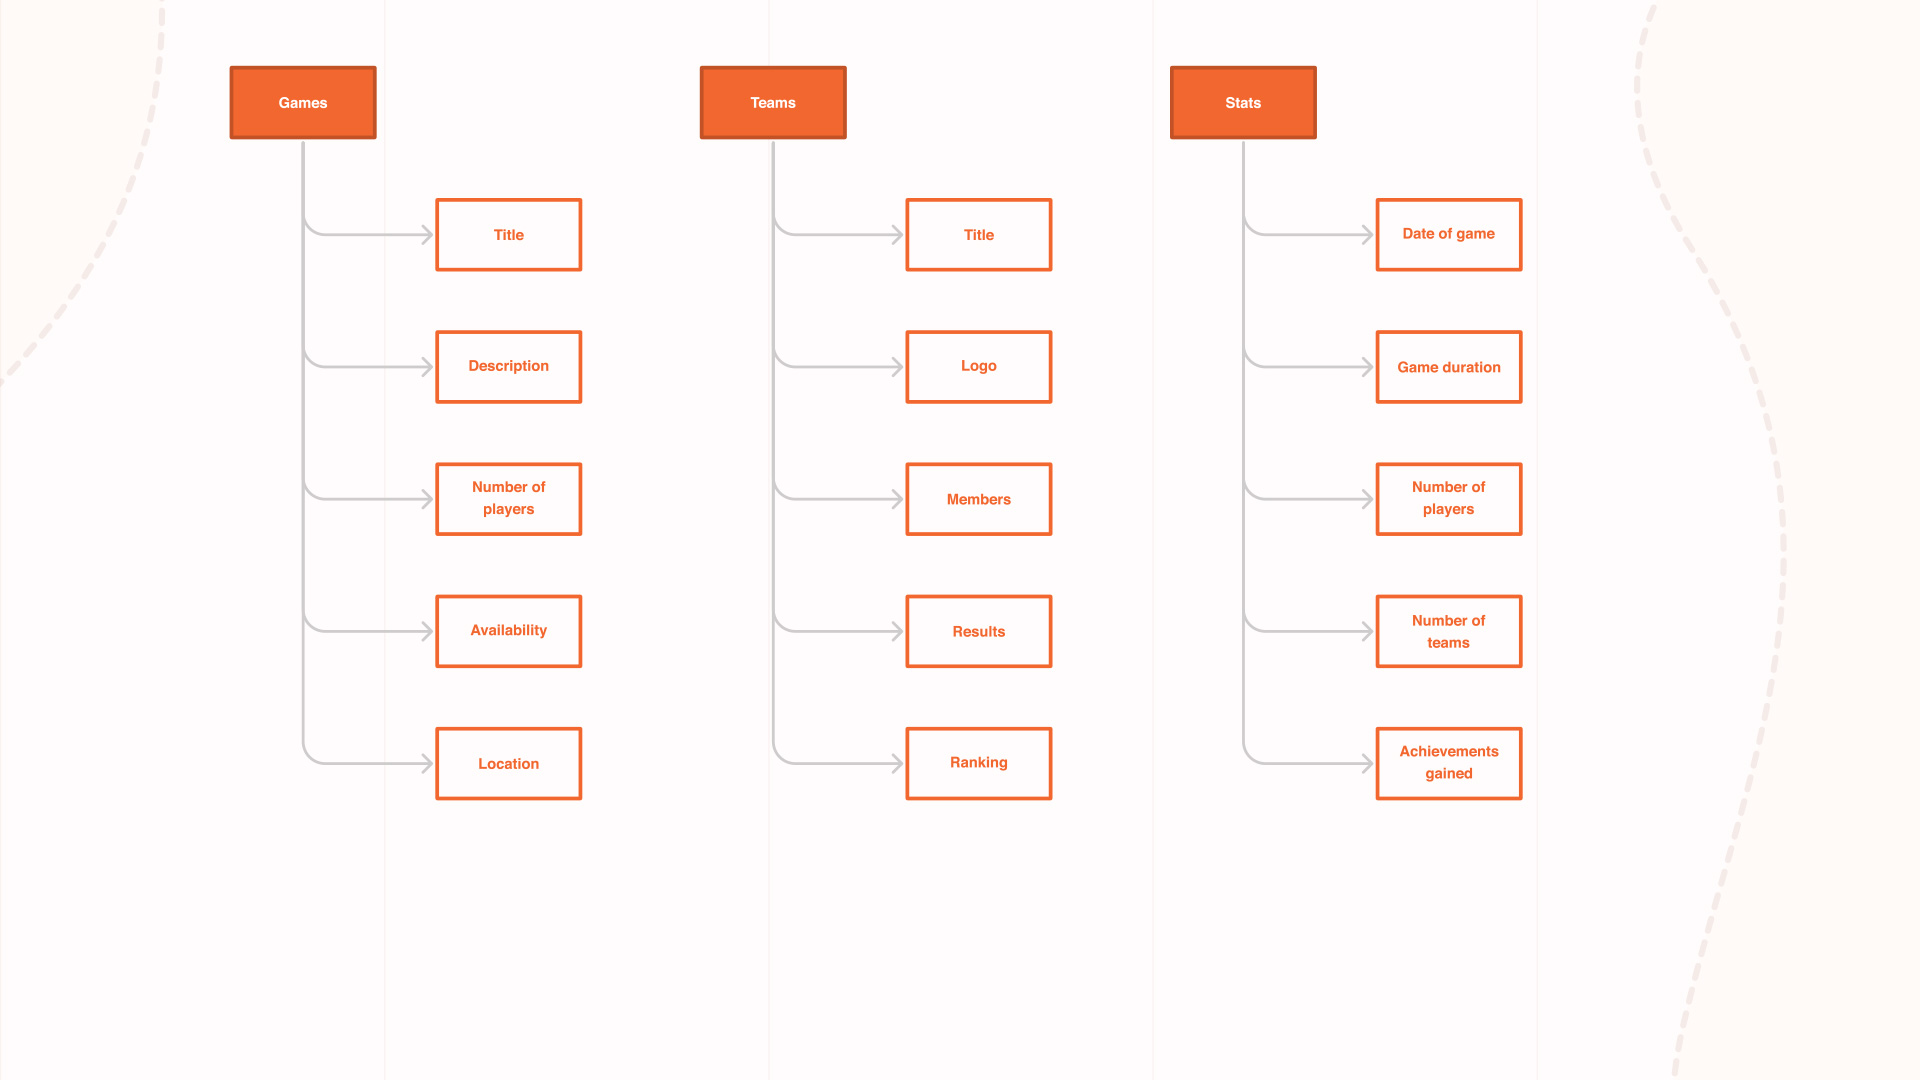 Games
Title
Description
Number of
players
Availability
Location
Teams
Title
Logo
Members
Results
Ranking
Stats
Date of game
Game duration
Number of
players
Number of
teams
Achievements
gained